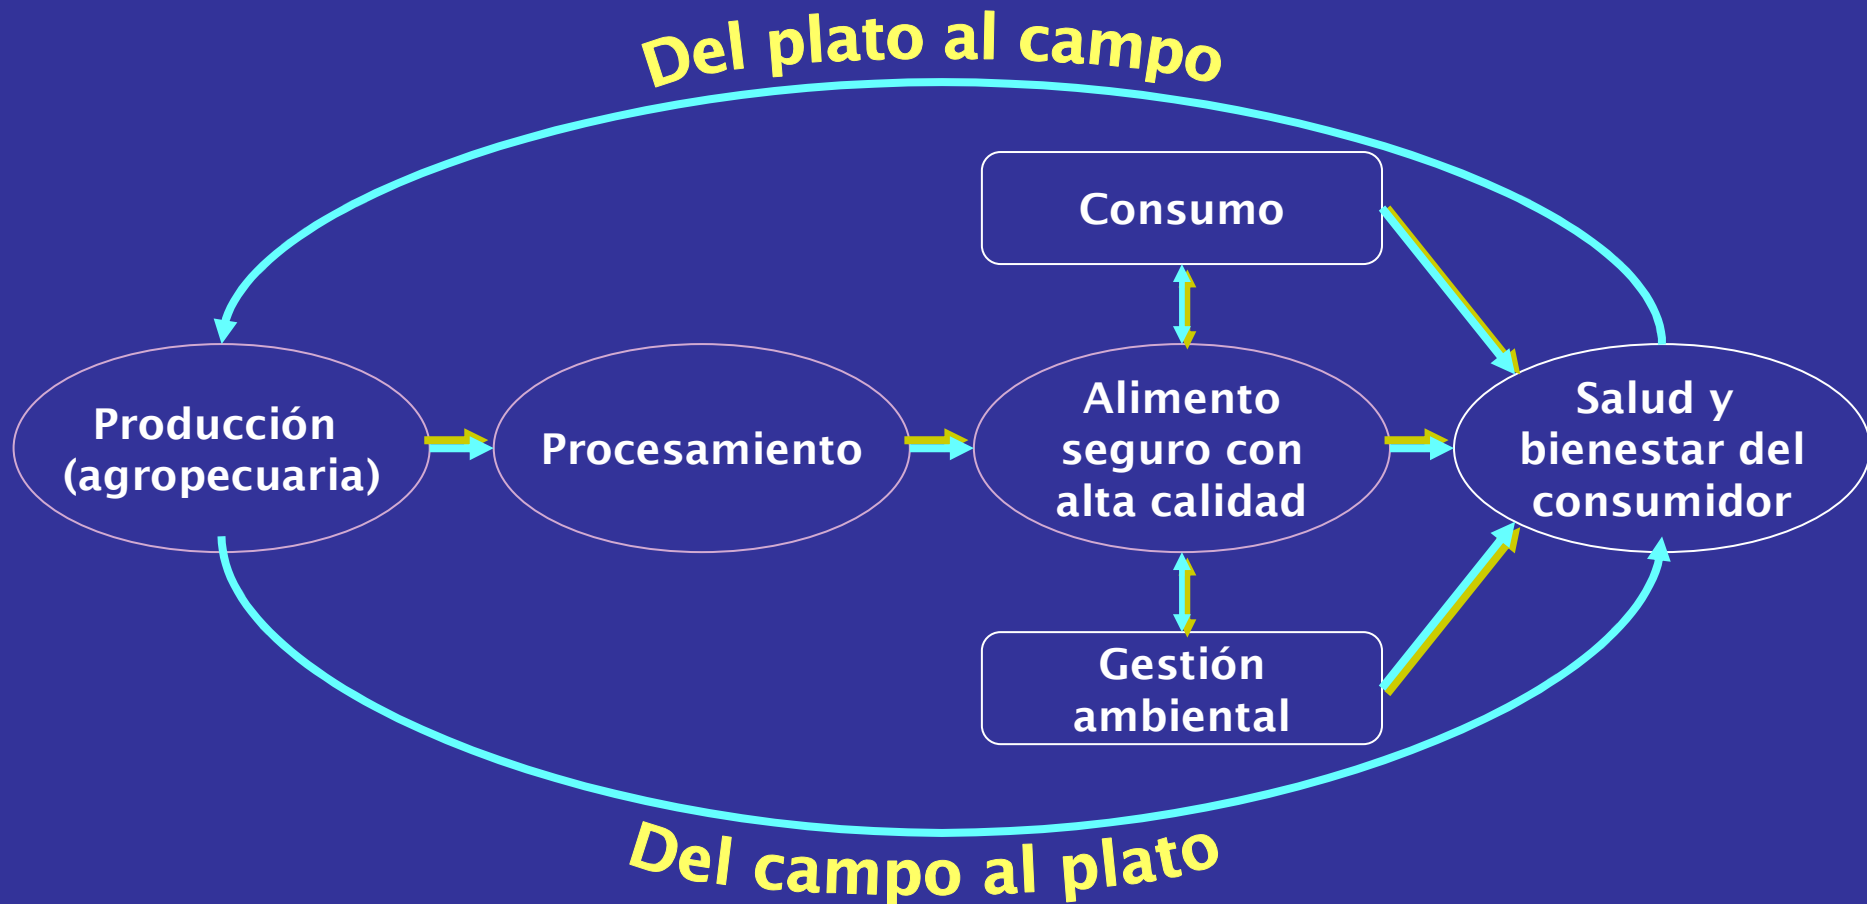 Del plato al campo
Consumo
Producción
(agropecuaria)
Procesamiento
Alimento
seguro con
alta calidad
Salud y
bienestar del
consumidor
Gestión
ambiental
Del campo al plato